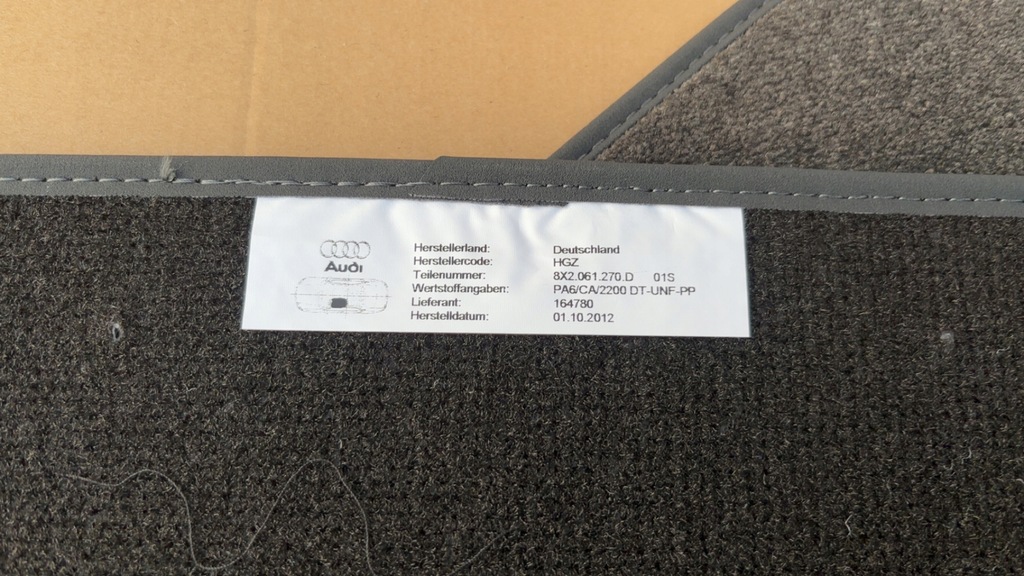 Audi
Herstellerland: Deutschland
Herstellercode: HGZ
Teilenummer: 8X2.061.270.D 01S
Wertstoffangaben: PA6/CA/2200 DT-UNF-PP
Lieferant: 164780
Herstelldatum: 01.10.2012